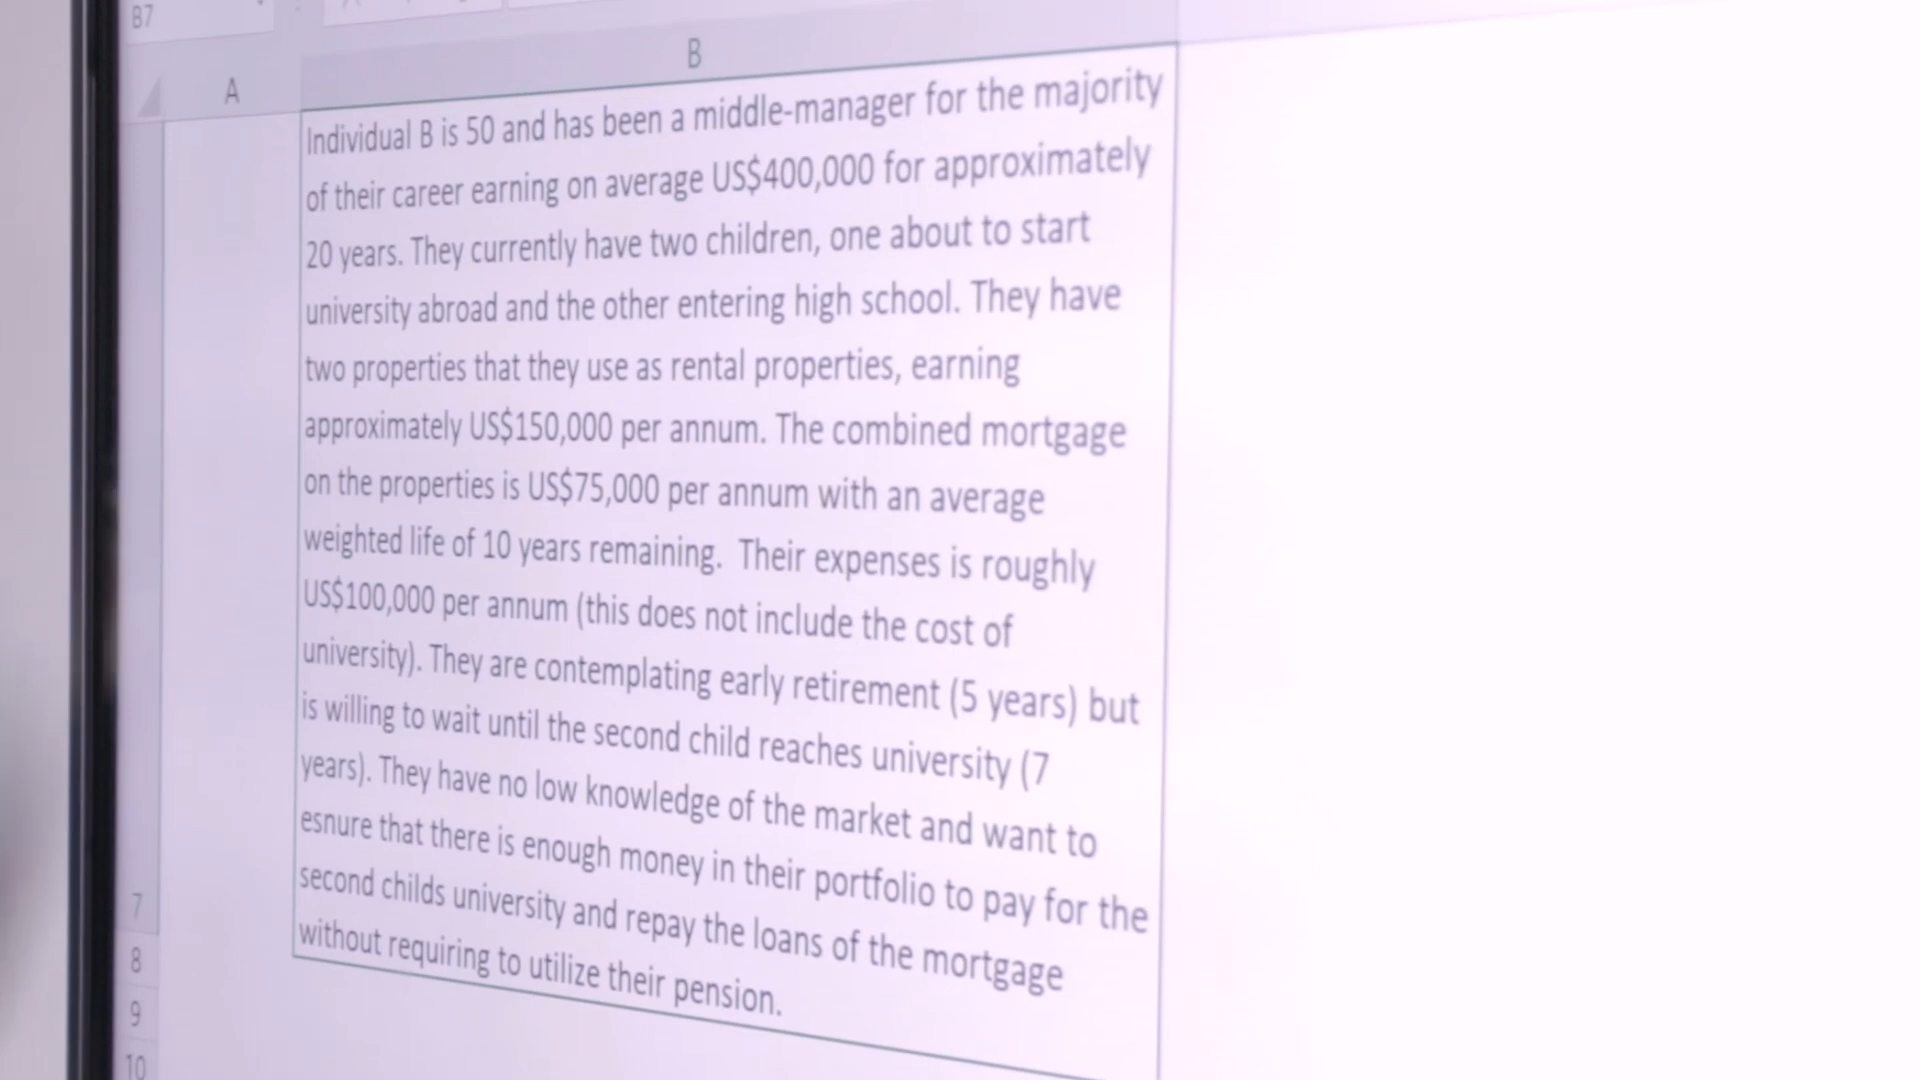 B7
A
B
Individual B is 50 and has been a middle-manager for the majority
of their career earning on average US$400,000 for approximately
20 years. They currently have two children, one about to start
university abroad and the other entering high school. They have
two properties that they use as rental properties, earning
approximately US$150,000 per annum. The combined mortgage
on the properties is US$75,000 per annum with an average
weighted life of 10 years remaining.  Their expenses is roughly
US$100,000 per annum (this does not include the cost of
university). They are contemplating early retirement (5 years) but
is willing to wait until the second child reaches university (7
years). They have no low knowledge of the market and want to
esnure that there is enough money in their portfolio to pay for the
second childs university and repay the loans of the mortgage
without requiring to utilize their pension.
7
8
9
10